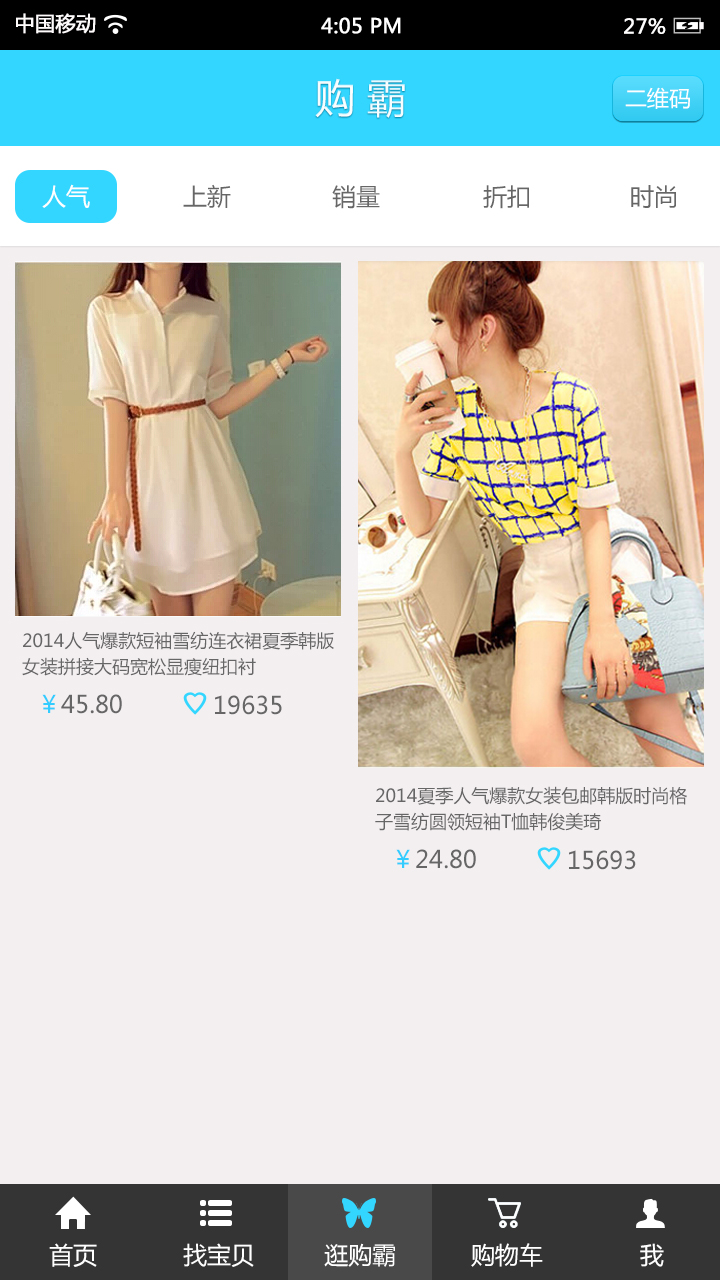 中国移动 4:05 PM 27%
购霸 二维码
人气 上新 销量 折扣 时尚
2014人气爆款短袖雪纺连衣裙夏季韩版
女装拼接大码宽松显瘦纽扣衬
¥45.80 19635
2014夏季人气爆款女装包邮韩版时尚格
子雪纺圆领短袖T恤韩俊美琦
¥24.80 15693
首页 找宝贝 逛购霸 购物车 我